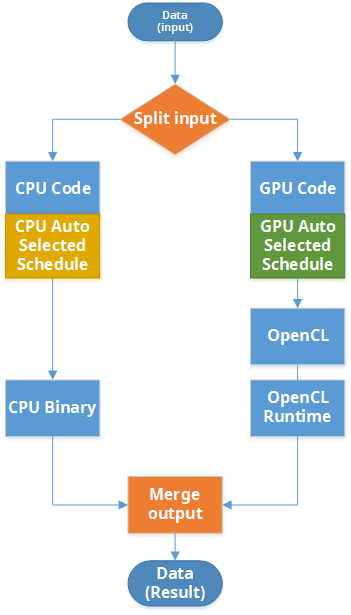 Data
(input)
Split input
CPU Code
GPU Code
CPU Auto
Selected
Schedule
GPU Auto
Selected
Schedule
OpenCL
CPU Binary
OpenCL
Runtime
Merge
output
Data
(Result)